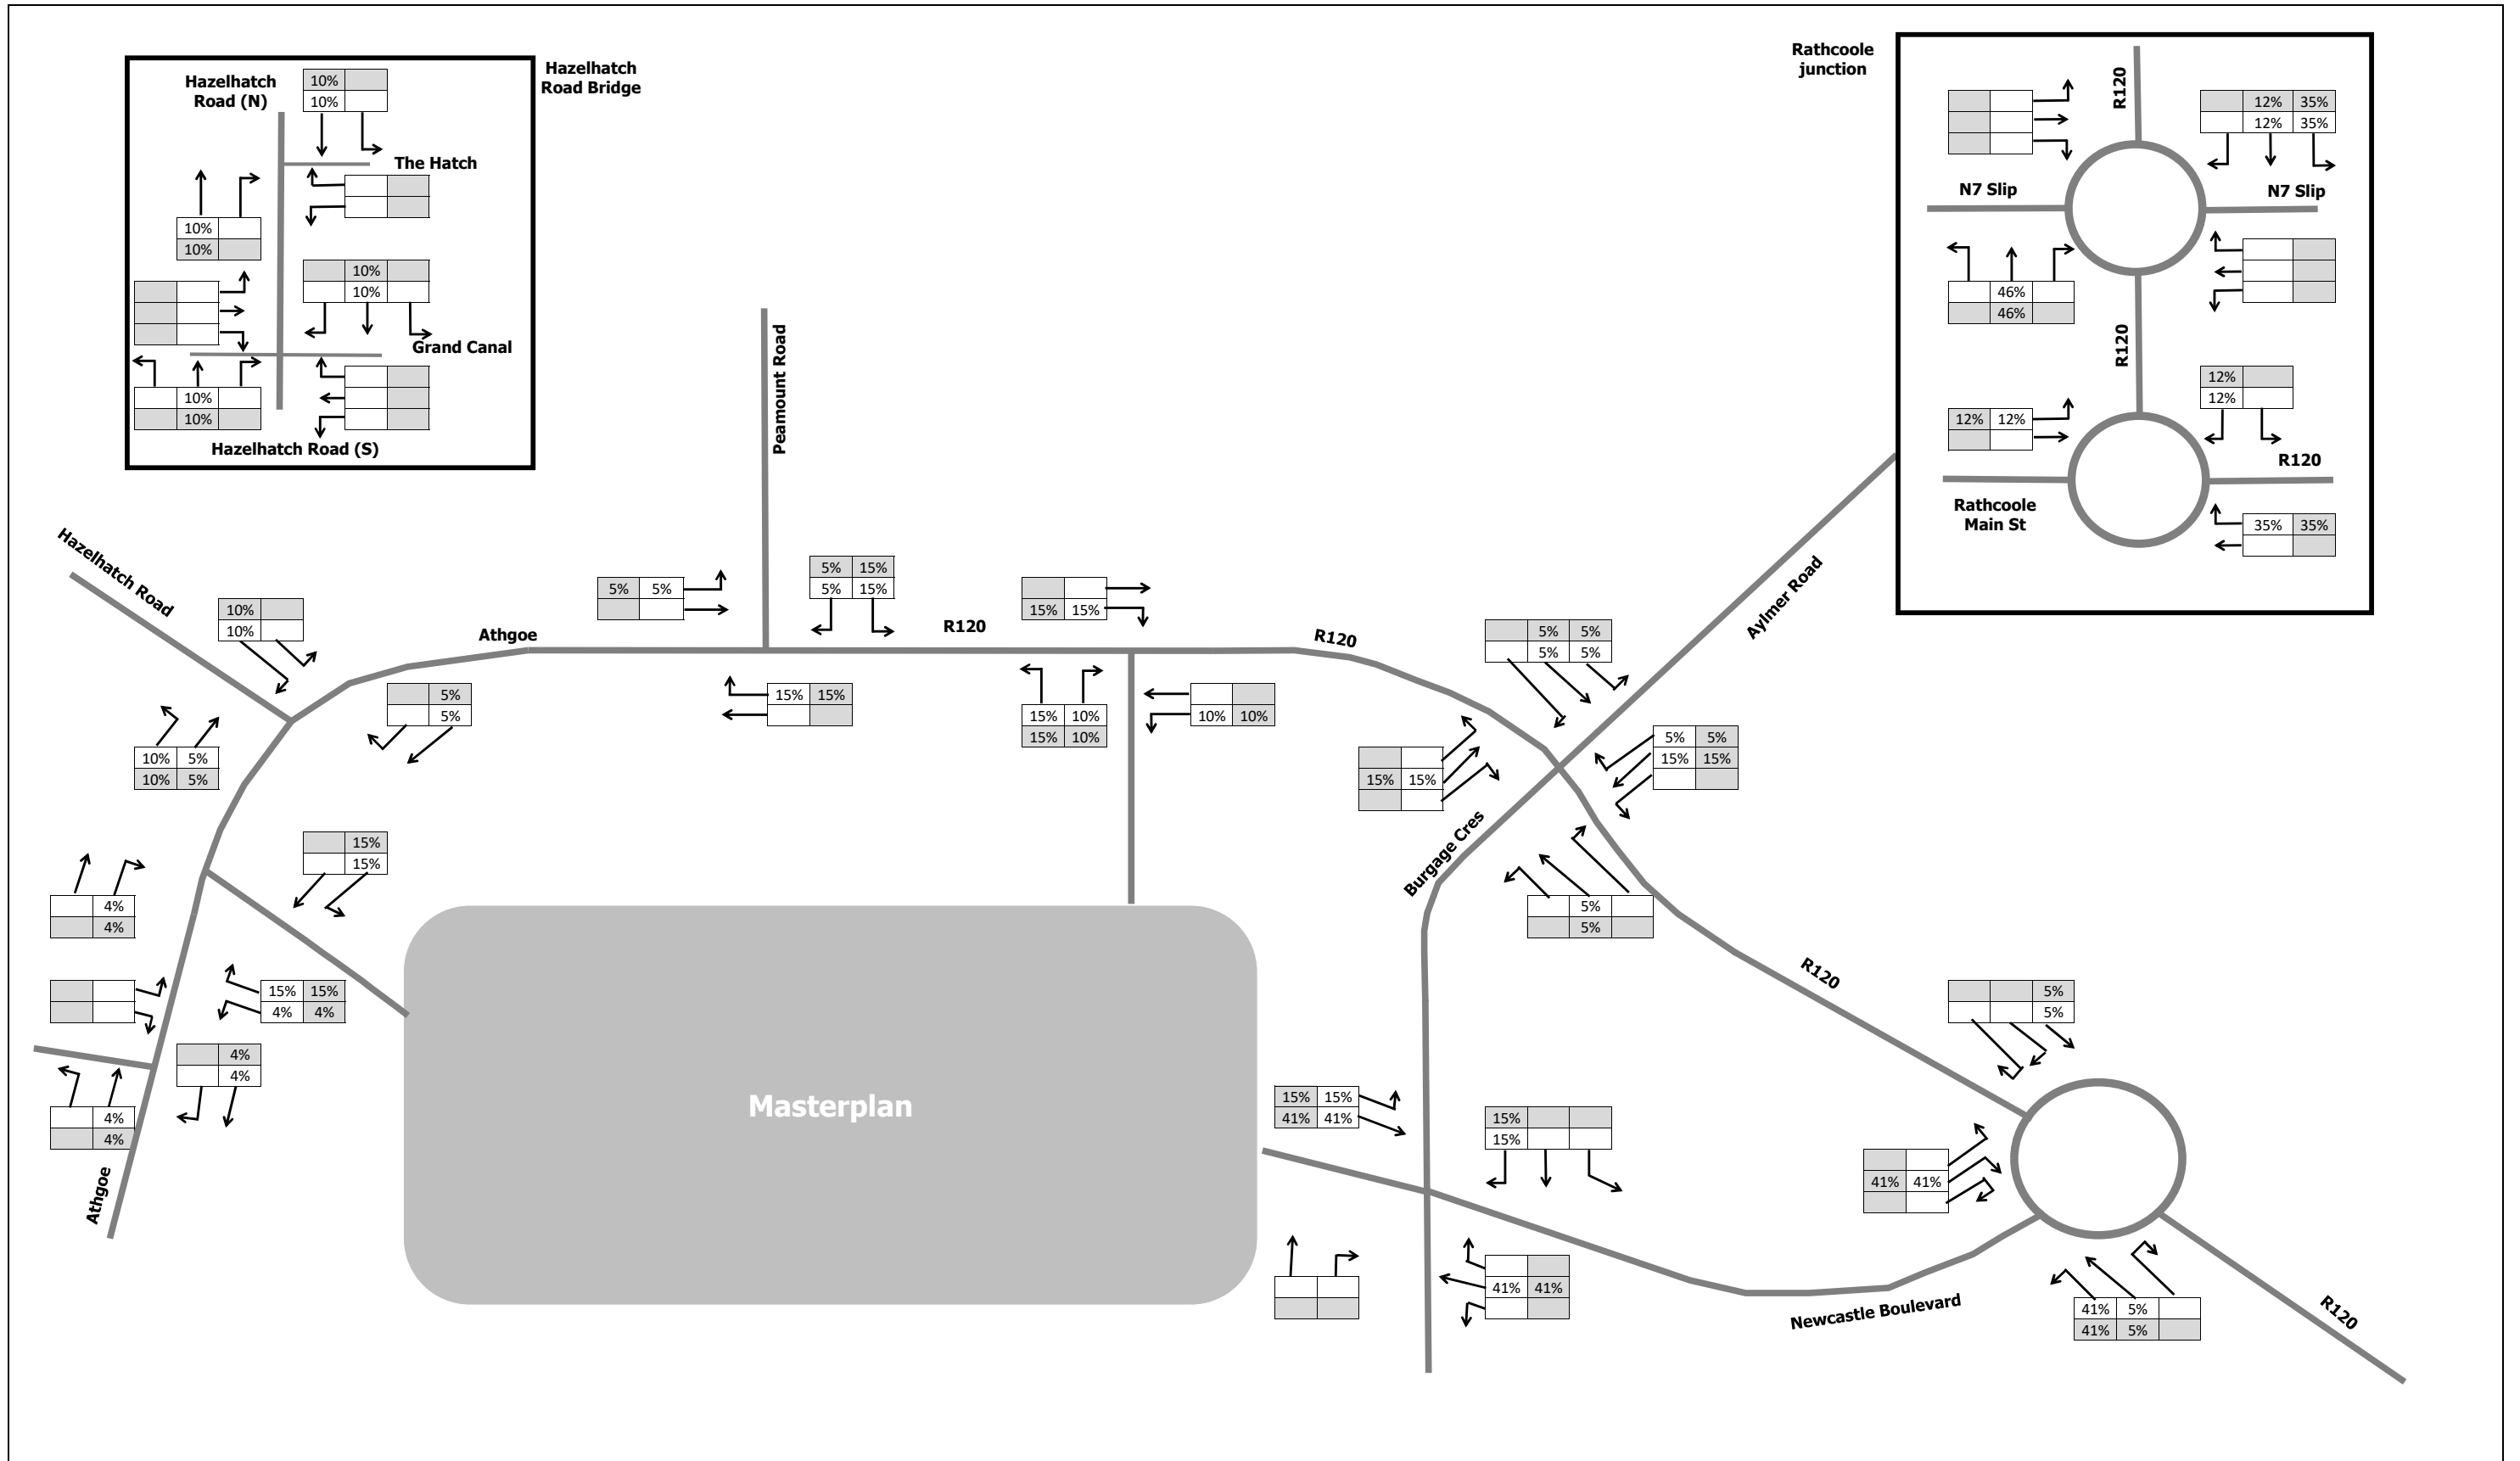 Hazelhatch
Road Bridge
Hazelhatch
Road (N)
10%
10%
The Hatch
10%
10%
10%
10%
Grand Canal
10%
10%
Hazelhatch Road (S)
Rathcoole
junction
R120
12% 35%
12% 35%
N7 Slip
N7 Slip
46%
46%
R120
12%
12%
12% 12%
R120
Rathcoole
Main St
35% 35%
Peamount Road
Hazelhatch Road
10%
10%
Athgoe
5% 5%
5% 15%
5% 15%
R120
15% 15%
R120
5% 5%
5% 5%
Aylmer Road
5%
5%
15% 15%
15% 10%
15% 10%
10% 10%
10% 5%
10% 5%
15% 15%
5% 5%
15% 15%
Burgage Cres
15%
15%
4%
4%
5%
5%
15% 15%
4% 4%
R120
5%
5%
4%
4%
4%
4%
Athgoe
Masterplan
15% 15%
41% 41%
15%
15%
41% 41%
41% 41%
Newcastle Boulevard
41% 5%
41% 5%
R120